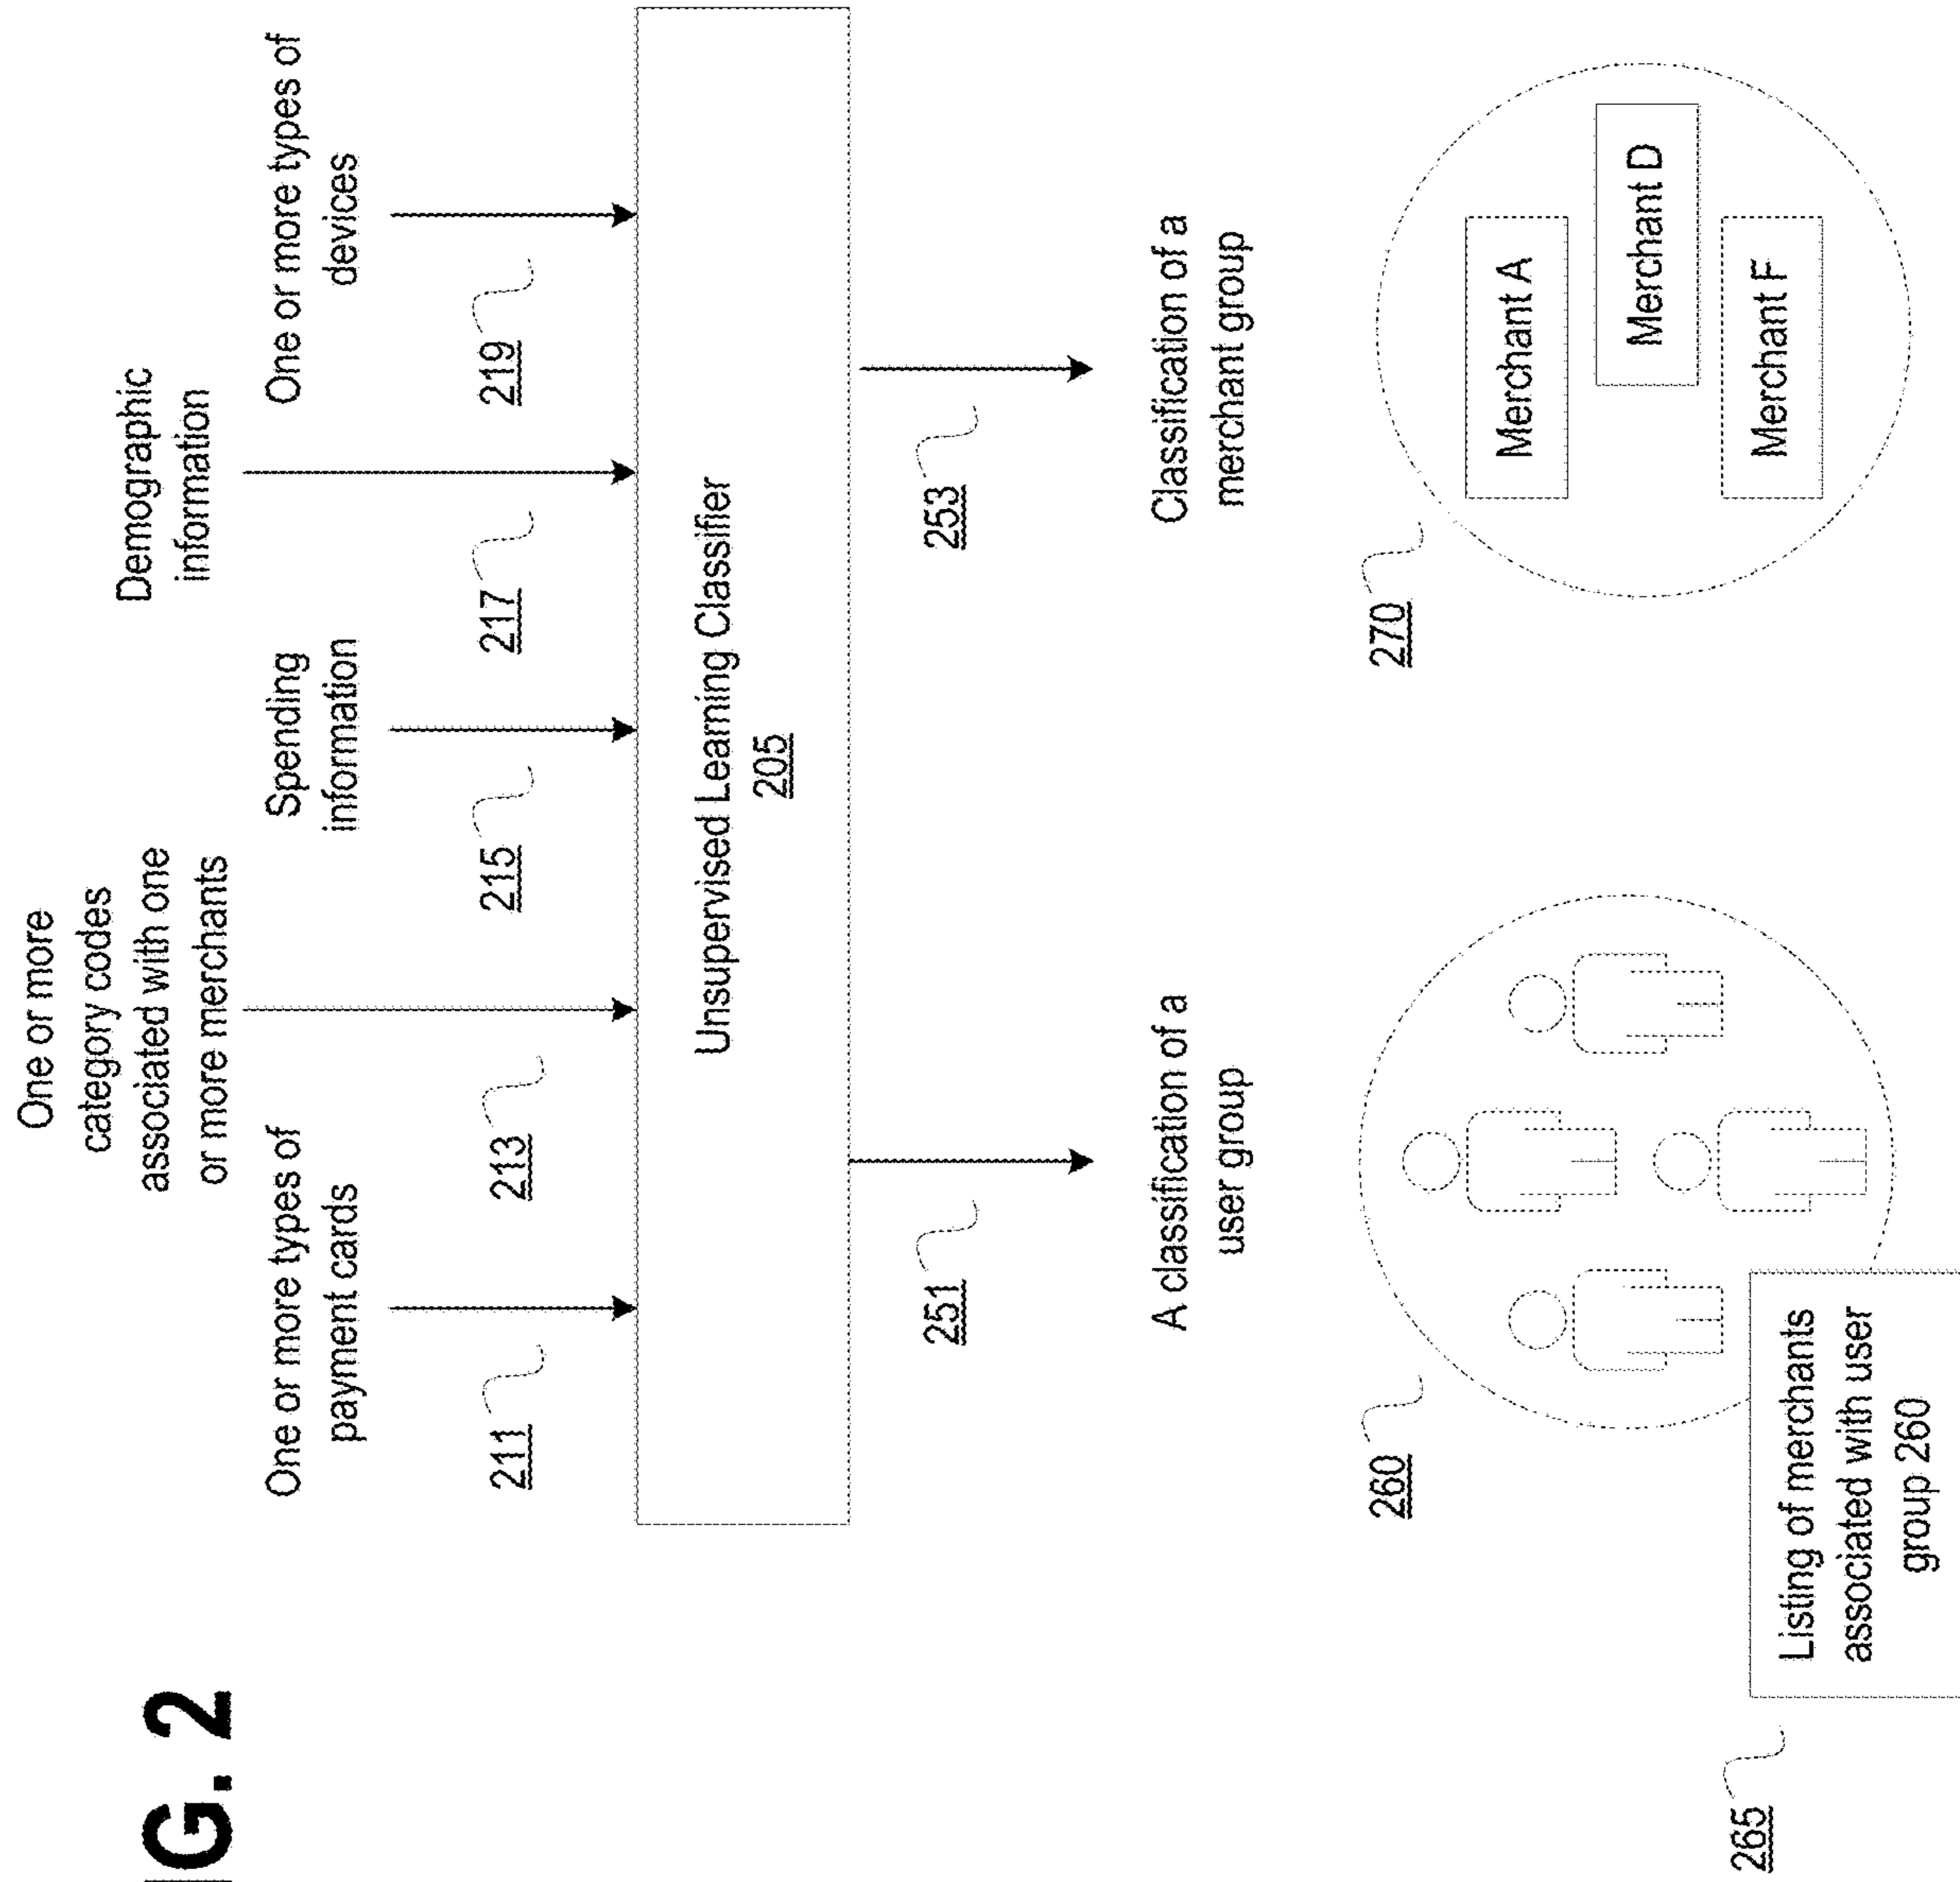 IG. 2
One or more
category codes
associated with one
or more merchants
Demographic
information
One or more types of
payment cards
Spending
information
One or more types of
devices
211
213
215
217
219
Unsupervised Learning Classifier
205
251
253
A classification of a
user group
Classification of a
merchant group
260
270
Merchant A
Merchant D
Merchant F
265
Listing of merchants
associated with user
group 260